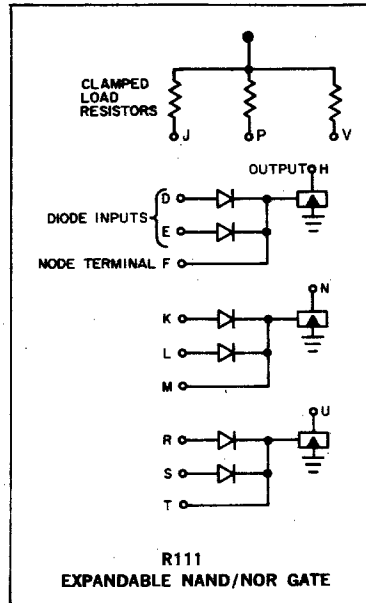 CLAMPED
LOAD
RESISTORS
J P V
OUTPUT H
D
DIODE INPUTS
E
NODE TERMINAL F
N
K
L
M
U
R
S
T
R111
EXPANDABLE NAND/NOR GATE